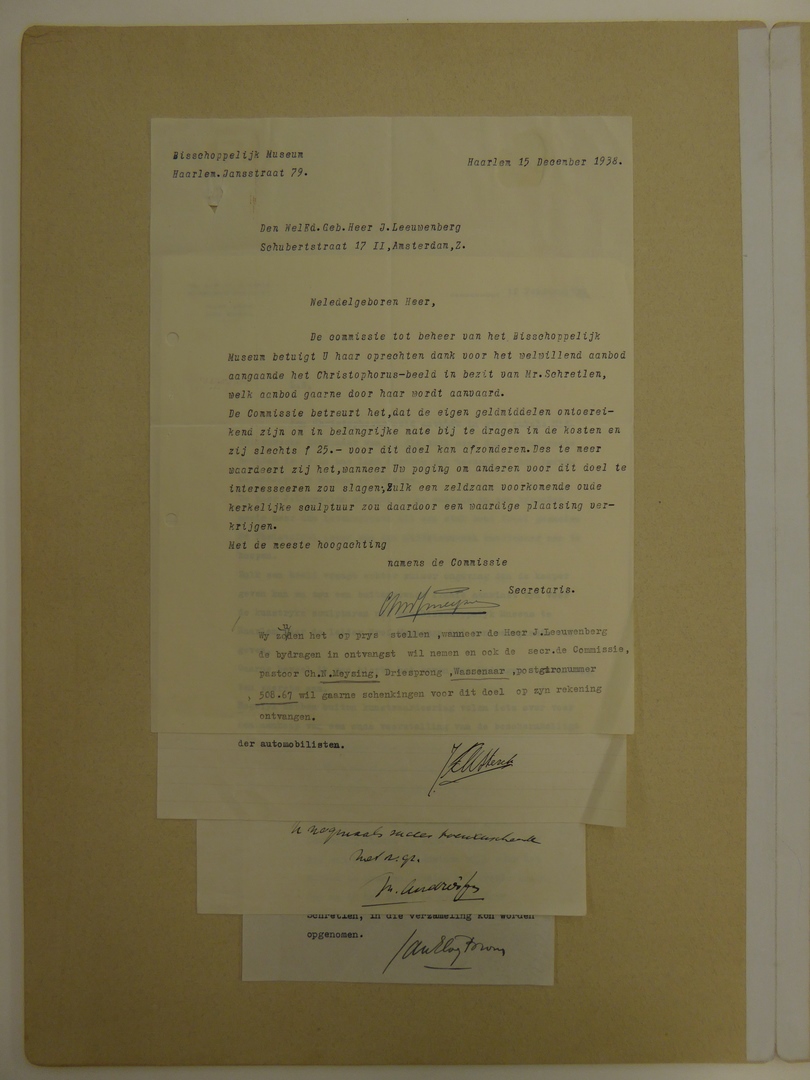 Bisschoppelijk Museum
Haarlem.Jansstraat 79.
Haarlem 15 December 1938.
Den WelEd.Geb.Heer J.Leeuwenberg
Schubertstraat 17 II,Amsterdam,Z.
Weledelgeboren Heer,
De commissie tot beheer van het Bisschoppelijk
Museum betuigt U haar oprechten dank voor het welwillend aanbod
aangaande het Christophorus-beeld in bezit van Mr.Schretlen,
welk aanbod gaarne door haar wordt aanvaard.
De Commissie betreurt het,dat de eigen geldmiddelen ontoerei-
kend zijn om in belangrijke mate bij te dragen in de kosten en
zij slechts f 25.- voor dit doel kan afzonderen.Des te meer
waardeert zij het,wanneer Uw poging om anderen voor dit doel te
interesseeren zou slagen;Zulk een zeldzaam voorkomende oude
kerkelijke sculptuur zou daardoor een waardige plaatsing ver-
krijgen.
Met de meeste hoogachting
namens de Commissie
Secretaris.
Wy zouden het op prys stellen ,wanneer de Heer J.Leeuwenberg
de bydragen in ontvangst wil nemen en ook de secr.de Commissie,
pastoor Ch.N.Meysing, Driesprong ,Wassenaar ,postgironummer
508.67 wil gaarne schenkingen voor dit doel op zyn rekening
ontvangen.
der automobilisten.
U nogmaals succes toewenschende
met v. gr.
Schretlen, in die verzameling kon worden
opgenomen.